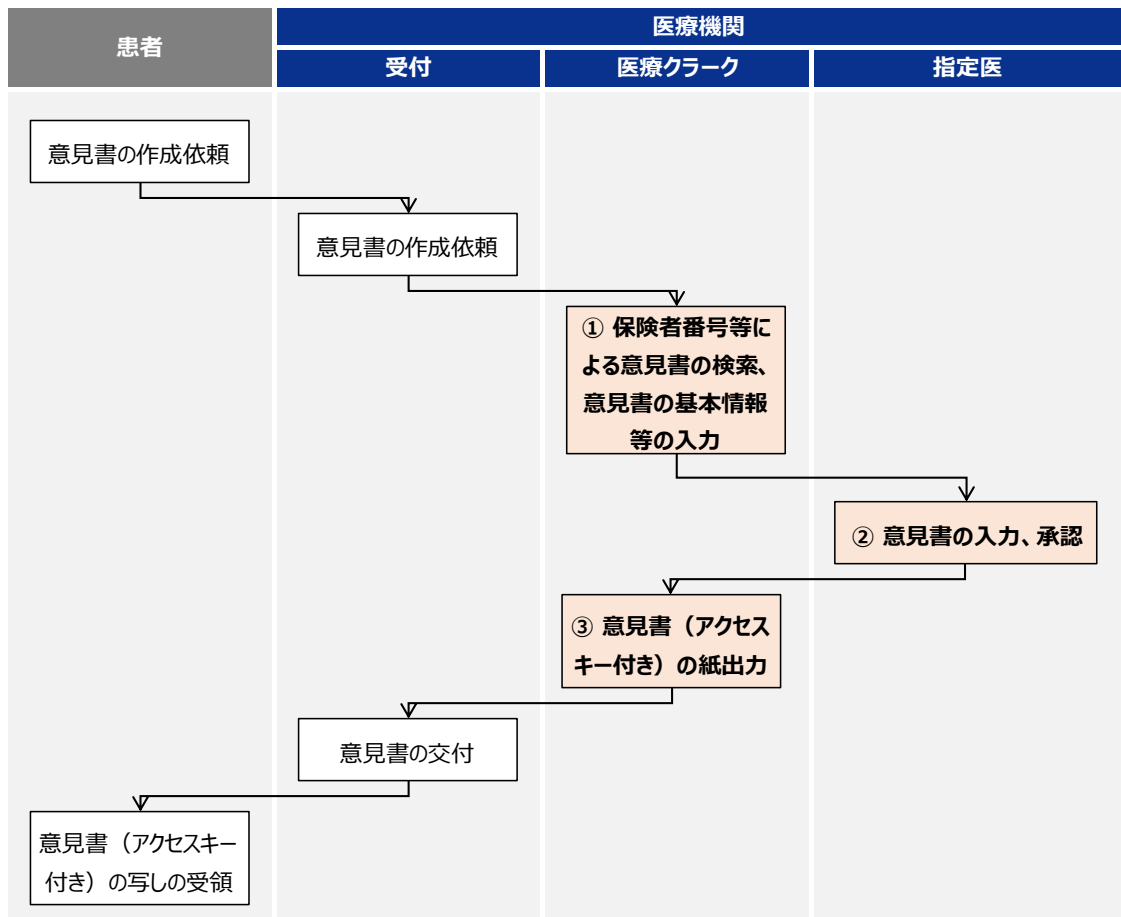 患者
医療機関
受付
医療クラーク
指定医
意見書の作成依頼
意見書の作成依頼
① 保険者番号等に
よる意見書の検索、
意見書の基本情報
等の入力
② 意見書の入力、承認
③ 意見書（アクセス
キー付き）の紙出力
意見書の交付
意見書（アクセスキー
付き）の写しの受領